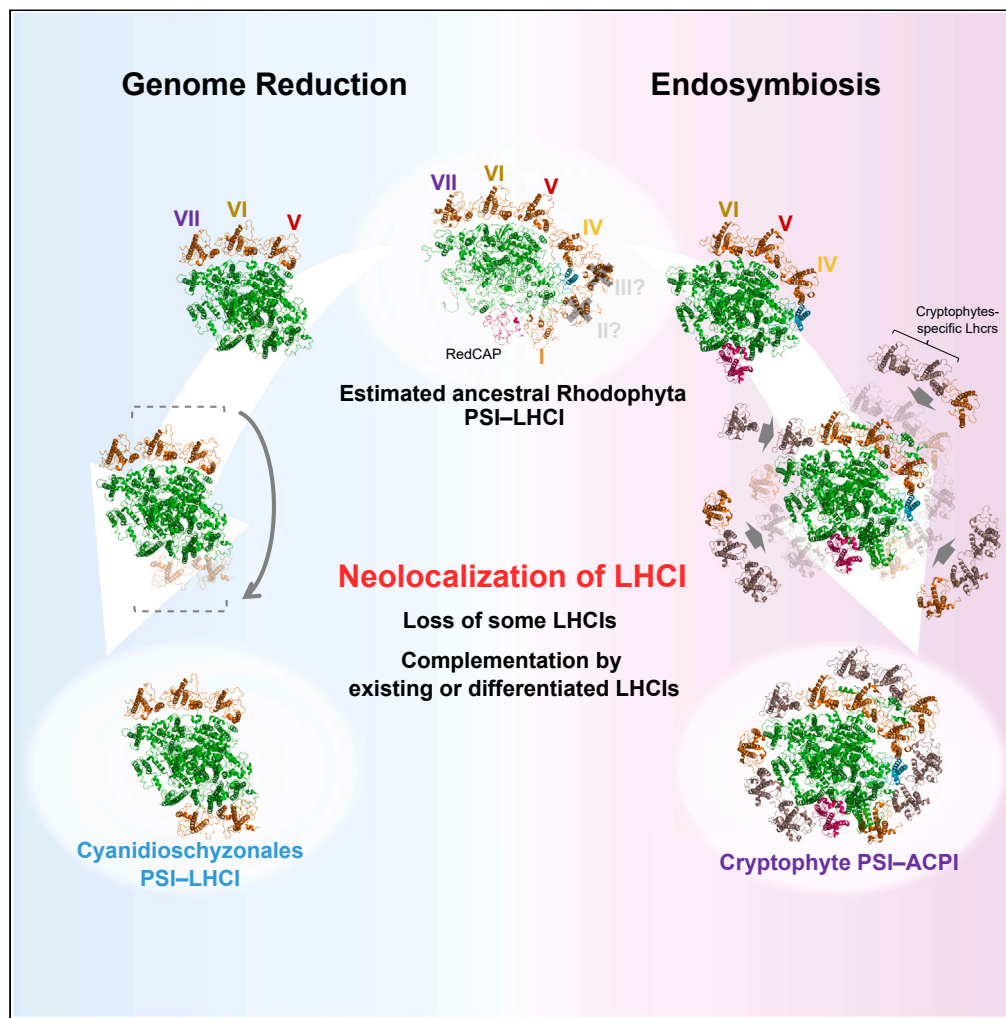 Genome Reduction
Endosymbiosis
VII
VI
V
VII
VI
V
IV
III?
II?
I
RedCAP
VI
V
IV
Cryptophytes-
specific Lhcrs
Estimated ancestral Rhodophyta
PSI–LHCI
Neolocalization of LHCI
Loss of some LHCIs
Complementation by
existing or differentiated LHCIs
Cyanidioschyzonales
PSI–LHCI
Cryptophyte PSI–ACPI